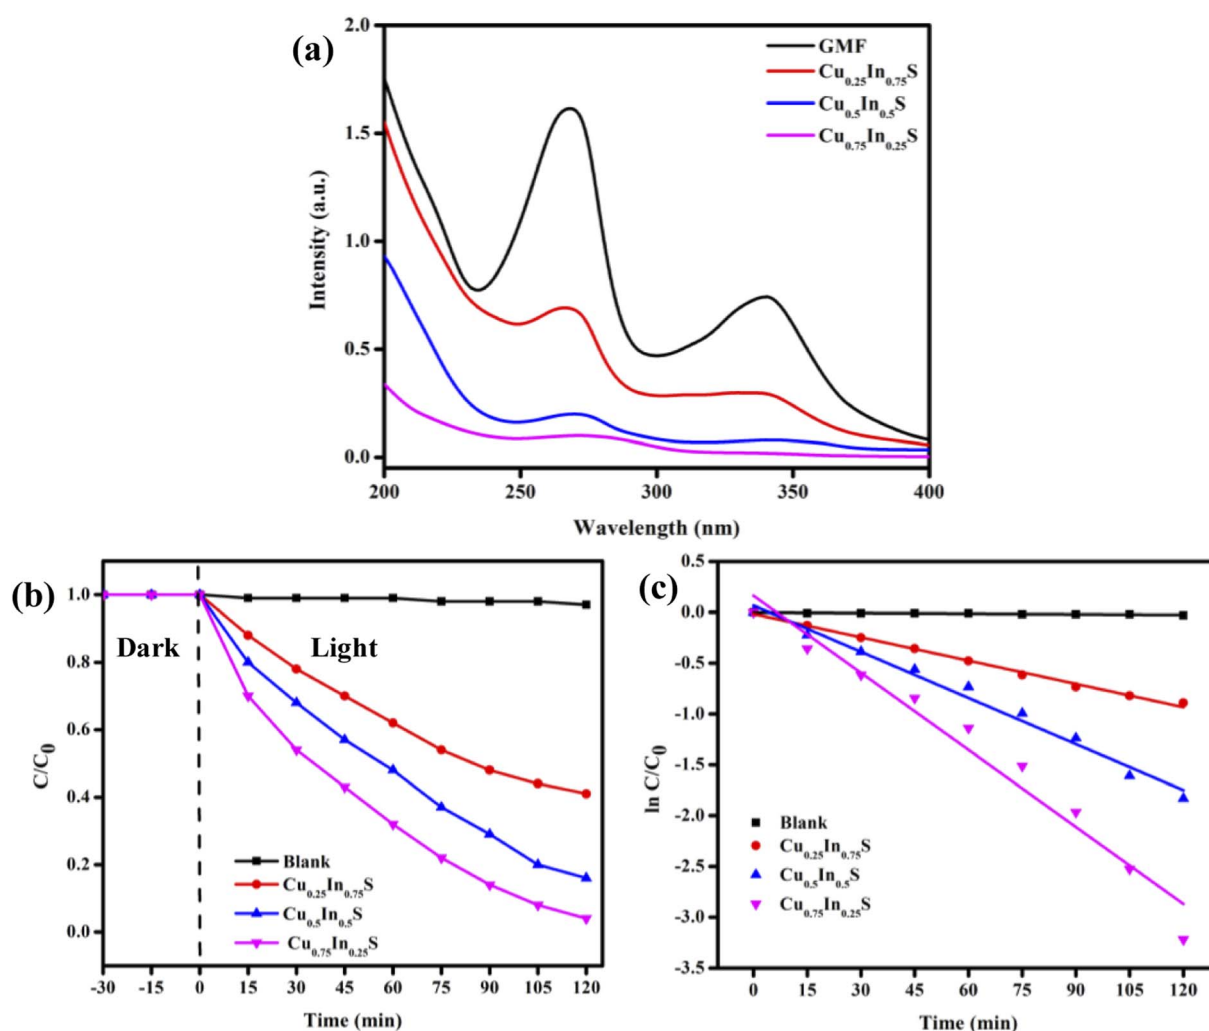 (a)
2.0
1.5
1.0
0.5
0.0
Intensity (a.u.)
GMF
Cu0.25In0.75S
Cu0.5In0.5S
Cu0.75In0.25S
200 250 300 350 400
Wavelength (nm)
(b)
1.0
0.8
0.6
0.4
0.2
0.0
C/C0
Dark Light
Blank
Cu0.25In0.75S
Cu0.5In0.5S
Cu0.75In0.25S
-30 -15 0 15 30 45 60 75 90 105 120
Time (min)
(c)
0.5
0.0
-0.5
-1.0
-1.5
-2.0
-2.5
-3.0
-3.5
ln C/C0
Blank
Cu0.25In0.75S
Cu0.5In0.5S
Cu0.75In0.25S
0 15 30 45 60 75 90 105 120
Time (min)